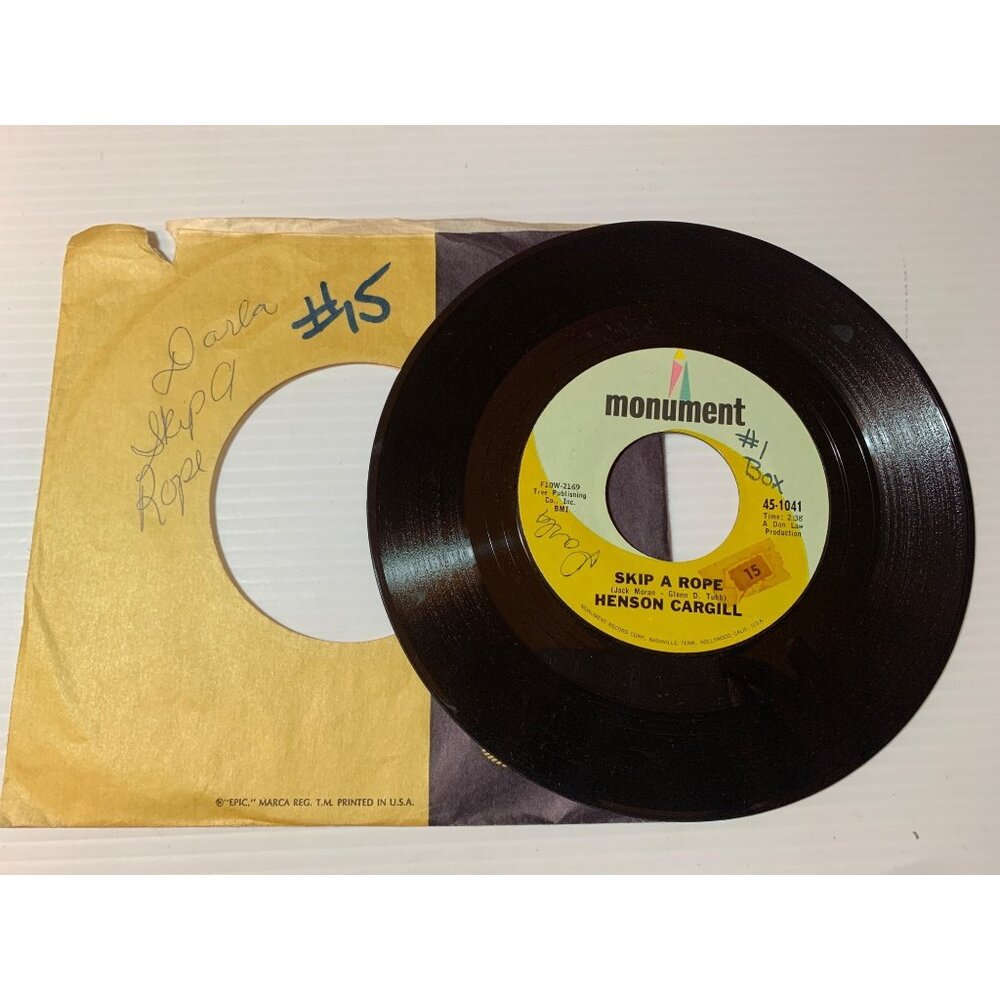 Darla
#15
Skip A
Rope
®"EPIC," MARCA REG. T.M. PRINTED IN U.S.A.
monument
#1
Box
F10W-2169
Tree Publishing
Co., Inc.
BMI
45-1041
Time: 2:38
A Don Law
Production
Darla
15
SKIP A ROPE
(Jack Moran - Glenn D. Tubb)
HENSON CARGILL
MONUMENT RECORD CORP. NASHVILLE, TENN. HOLLYWOOD, CALIF., U.S.A.